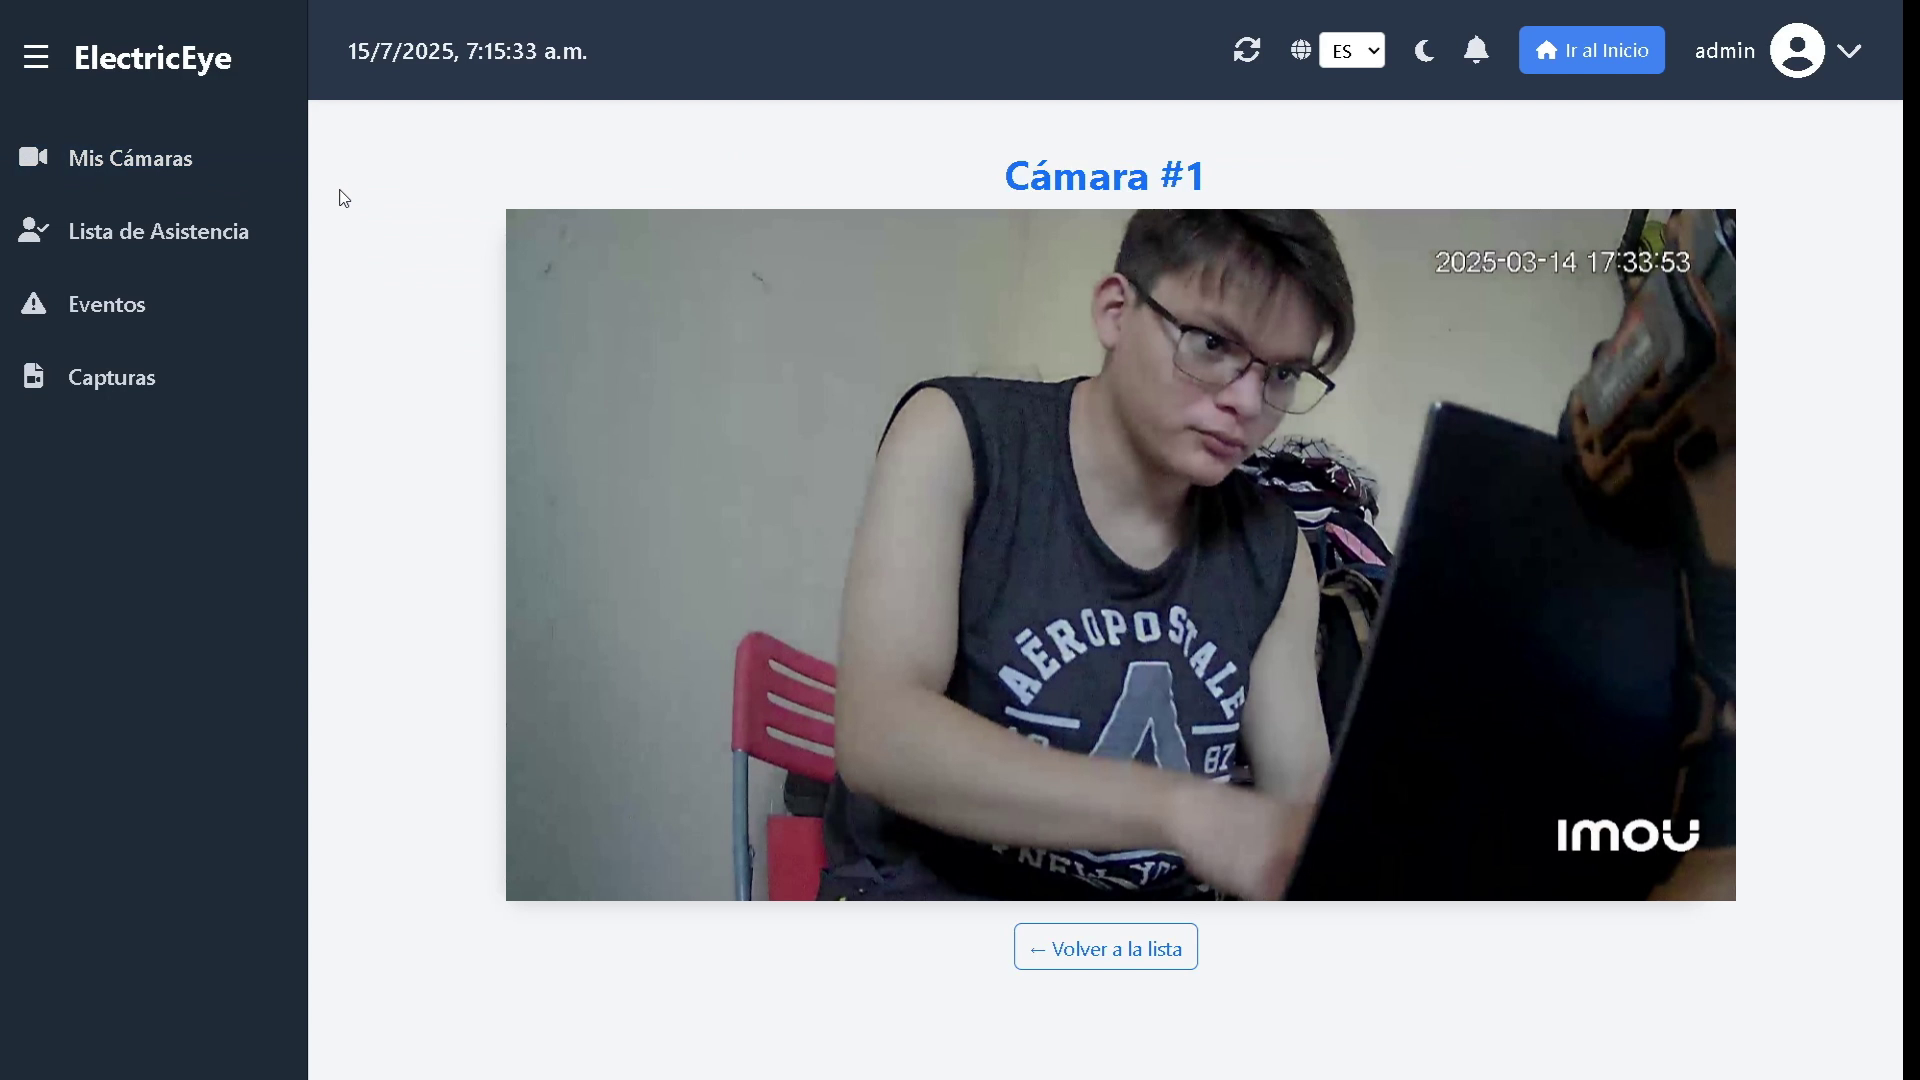 ElectricEye
15/7/2025, 7:15:33 a.m.
ES
Ir al Inicio
admin
Mis Cámaras
Lista de Asistencia
Eventos
Capturas
Cámara #1
2025-03-14 17:33:53
AÉROPOSTALE
87
imou
← Volver a la lista